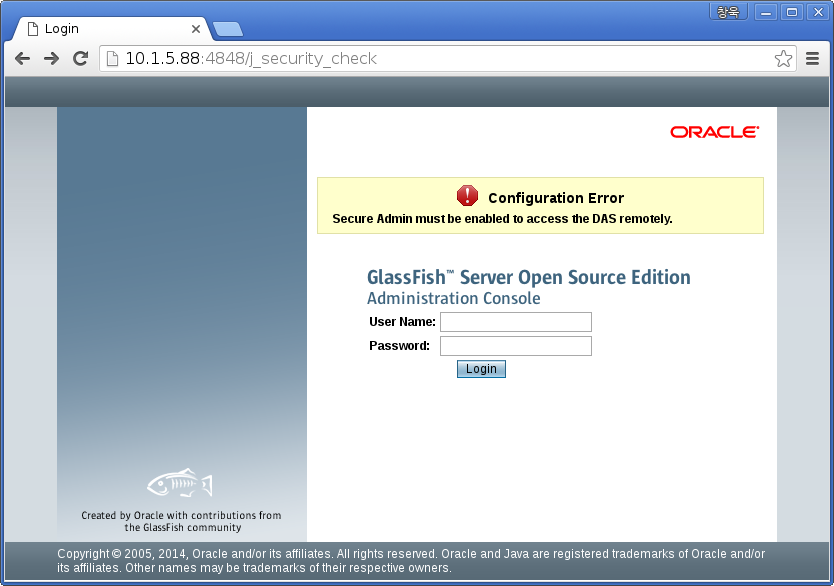 창욱
Login
10.1.5.88:4848/j_security_check
ORACLE
Configuration Error
Secure Admin must be enabled to access the DAS remotely.
GlassFish™ Server Open Source Edition
Administration Console
User Name:
Password:
Login
Created by Oracle with contributions from
the GlassFish community
Copyright © 2005, 2014, Oracle and/or its affiliates. All rights reserved. Oracle and Java are registered trademarks of Oracle and/or
its affiliates. Other names may be trademarks of their respective owners.